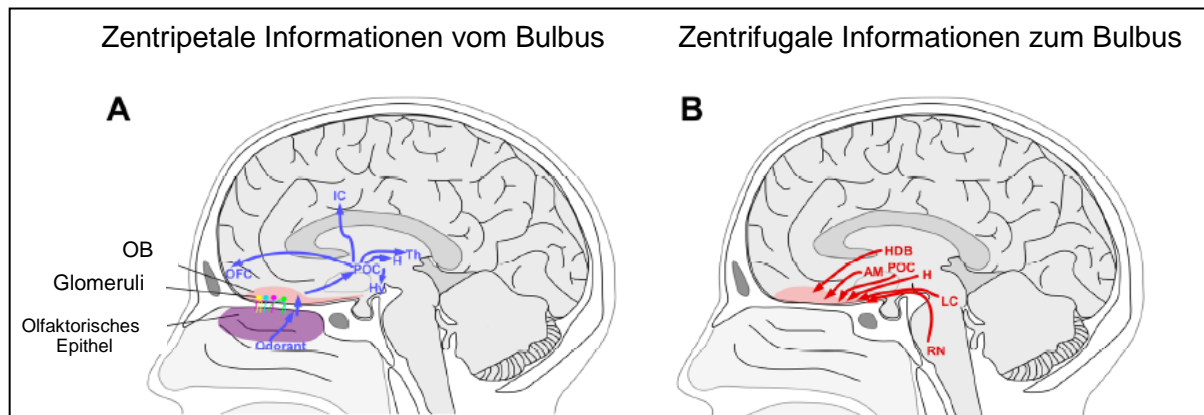 Zentripetale Informationen vom Bulbus
Zentrifugale Informationen zum Bulbus
A
B
IC
OB
Glomeruli
Olfaktorisches
Epithel
OFC
POC
H
Th
Hy
Odorant
HDB
AM
POC
H
LC
RN